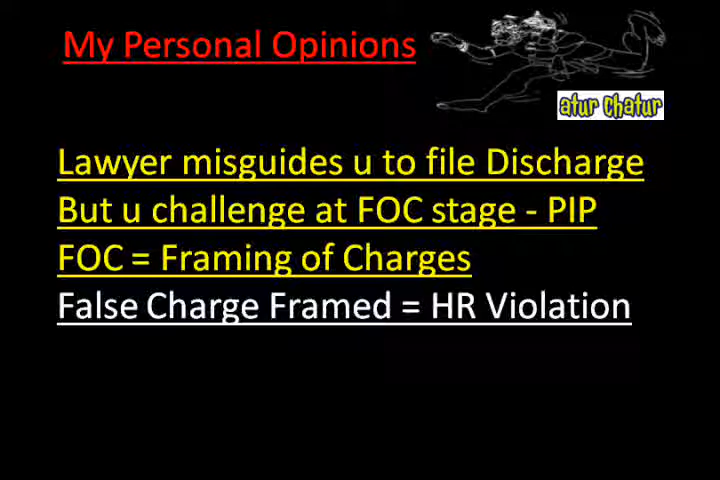 My Personal Opinions
atur chatur
Lawyer misguides u to file Discharge
But u challenge at FOC stage - PIP
FOC = Framing of Charges
False Charge Framed = HR Violation